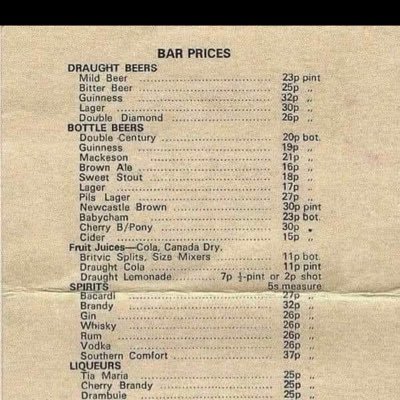 BAR PRICES
DRAUGHT BEERS
Mild Beer ........ 23p pint
Bitter Beer ........ 25p ,,
Guinness ........ 32p ,,
Lager ........ 30p ,,
Double Diamond ........ 26p ,,
BOTTLE BEERS
Double Century ........ 20p bot.
Guinness ........ 19p ,,
Mackeson ........ 21p ,,
Brown Ale ........ 16p ,,
Sweet Stout ........ 18p ,,
Lager ........ 17p ,,
Pils Lager ........ 27p ,,
Newcastle Brown ........ 30p pint
Babycham ........ 23p bot.
Cherry B/Pony ........ 30p ,,
Cider ........ 15p ,,
Fruit Juices—Cola, Canada Dry,
Britvic Splits, Size Mixers ........ 11p bot.
Draught Cola ........ 11p pint
Draught Lemonade ........ 7p ½-pint or 2p shot
SPIRITS 5s measure
Bacardi ........ 27p ,,
Brandy ........ 32p ,,
Gin ........ 26p ,,
Whisky ........ 26p ,,
Rum ........ 26p ,,
Vodka ........ 26p ,,
Southern Comfort ........ 37p ,,
LIQUEURS
Tia Maria ........ 25p ,,
Cherry Brandy ........ 25p ,,
Drambuie ........ 25p ,,